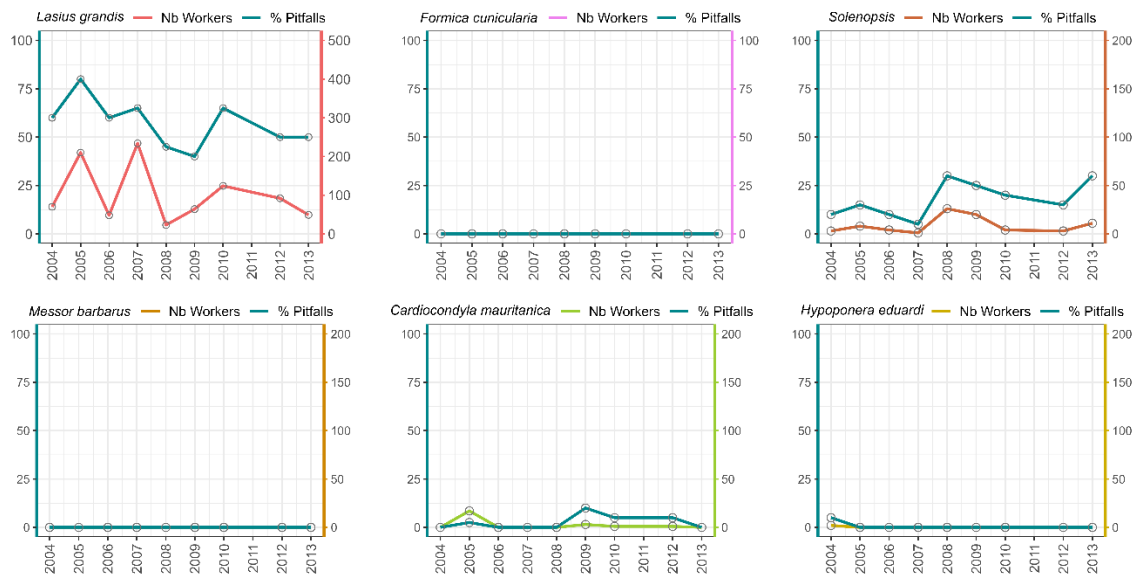 Lasius grandis Nb Workers % Pitfalls
100 500
75 400
300
50
200
25
100
0 0
2004 2005 2006 2007 2008 2009 2010 2011 2012 2013
Formica cunicularia Nb Workers % Pitfalls
100 100
75 75
50 50
25 25
0 0
2004 2005 2006 2007 2008 2009 2010 2011 2012 2013
Solenopsis Nb Workers % Pitfalls
100 200
75 150
50 100
25 50
0 0
2004 2005 2006 2007 2008 2009 2010 2011 2012 2013
Messor barbarus Nb Workers % Pitfalls
100 200
75 150
50 100
25 50
0 0
2004 2005 2006 2007 2008 2009 2010 2011 2012 2013
Cardiocondyla mauritanica Nb Workers % Pitfalls
100 200
75 150
50 100
25 50
0 0
2004 2005 2006 2007 2008 2009 2010 2011 2012 2013
Hypoponera eduardi Nb Workers % Pitfalls
100 200
75 150
50 100
25 50
0 0
2004 2005 2006 2007 2008 2009 2010 2011 2012 2013